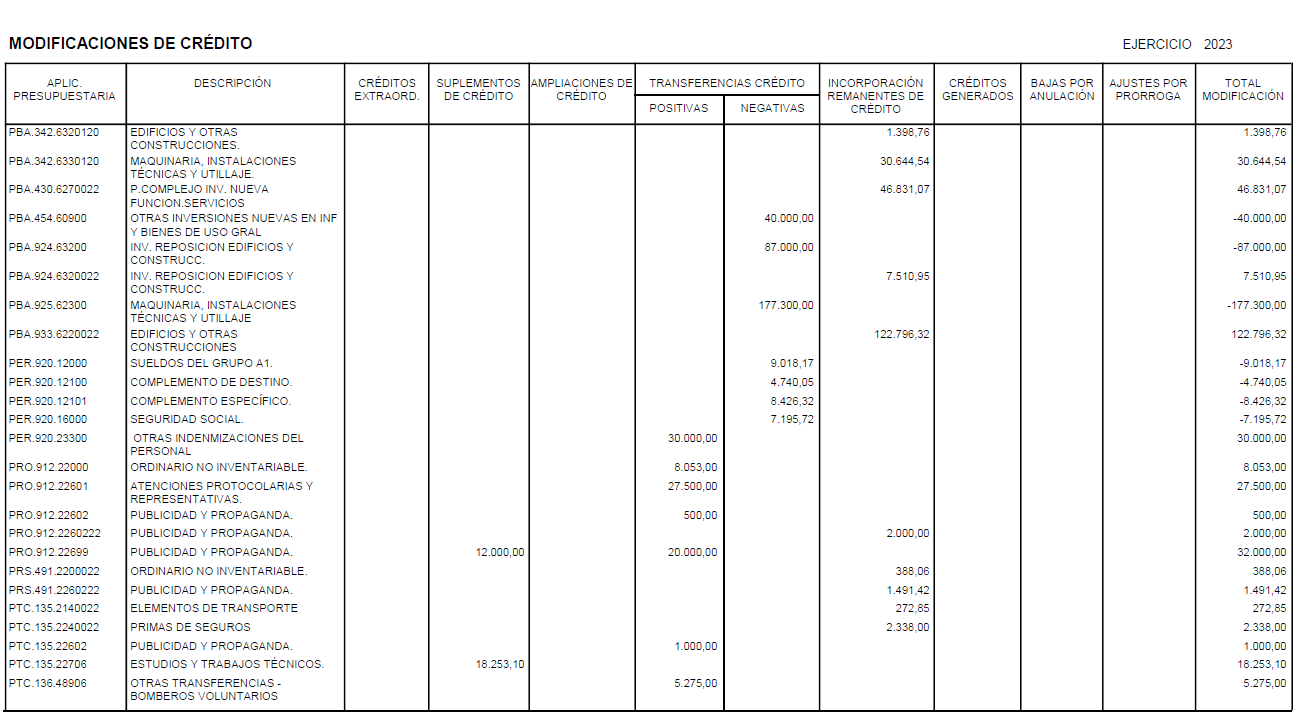 MODIFICACIONES DE CRÉDITO
EJERCICIO 2023
APLIC. PRESUPUESTARIA
DESCRIPCIÓN
CRÉDITOS EXTRAORD.
SUPLEMENTOS DE CRÉDITO
AMPLIACIONES DE CRÉDITO
TRANSFERENCIAS CRÉDITO
POSITIVAS
NEGATIVAS
INCORPORACIÓN REMANENTES DE CRÉDITO
CRÉDITOS GENERADOS
BAJAS POR ANULACIÓN
AJUSTES POR PRORROGA
TOTAL MODIFICACIÓN
PBA.342.6320120 EDIFICIOS Y OTRAS 1.398,76 1.398,76
CONSTRUCCIONES.
PBA.342.6330120 MAQUINARIA, INSTALACIONES 30.644,54 30.644,54
TÉCNICAS Y UTILLAJE.
PBA.430.6270022 P.COMPLEJO INV. NUEVA 46.831,07 46.831,07
FUNCION.SERVICIOS
PBA.454.60900 OTRAS INVERSIONES NUEVAS EN INF 40.000,00 -40.000,00
Y BIENES DE USO GRAL
PBA.924.63200 INV. REPOSICION EDIFICIOS Y 87.000,00 -87.000,00
CONSTRUCC.
PBA.924.6320022 INV. REPOSICION EDIFICIOS Y 7.510,95 7.510,95
CONSTRUCC.
PBA.925.62300 MAQUINARIA, INSTALACIONES 177.300,00 -177.300,00
TÉCNICAS Y UTILLAJE
PBA.933.6220022 EDIFICIOS Y OTRAS 122.796,32 122.796,32
CONSTRUCCIONES
PER.920.12000 SUELDOS DEL GRUPO A1. 9.018,17 -9.018,17
PER.920.12100 COMPLEMENTO DE DESTINO. 4.740,05 -4.740,05
PER.920.12101 COMPLEMENTO ESPECÍFICO. 8.426,32 -8.426,32
PER.920.16000 SEGURIDAD SOCIAL. 7.195,72 -7.195,72
PER.920.23300 OTRAS INDENMIZACIONES DEL 30.000,00 30.000,00
PERSONAL
PRO.912.22000 ORDINARIO NO INVENTARIABLE. 8.053,00 8.053,00
PRO.912.22601 ATENCIONES PROTOCOLARIAS Y 27.500,00 27.500,00
REPRESENTATIVAS.
PRO.912.22602 PUBLICIDAD Y PROPAGANDA. 500,00 500,00
PRO.912.2260222 PUBLICIDAD Y PROPAGANDA. 2.000,00 2.000,00
PRO.912.22699 PUBLICIDAD Y PROPAGANDA. 12.000,00 20.000,00 32.000,00
PRS.491.2200022 ORDINARIO NO INVENTARIABLE. 388,06 388,06
PRS.491.2260222 PUBLICIDAD Y PROPAGANDA. 1.491,42 1.491,42
PTC.135.2140022 ELEMENTOS DE TRANSPORTE 272,85 272,85
PTC.135.2240022 PRIMAS DE SEGUROS 2.338,00 2.338,00
PTC.135.22602 PUBLICIDAD Y PROPAGANDA. 1.000,00 1.000,00
PTC.135.22706 ESTUDIOS Y TRABAJOS TÉCNICOS. 18.253,10 18.253,10
PTC.136.48906 OTRAS TRANSFERENCIAS - 5.275,00 5.275,00
BOMBEROS VOLUNTARIOS